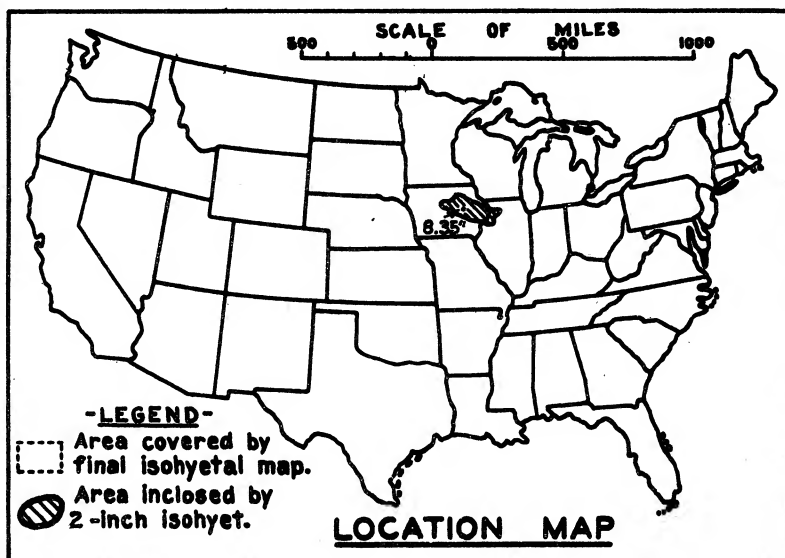 SCALE OF MILES
500 0 500 1000
8.35"
-LEGEND-
Area covered by
final isohyetal map.
Area inclosed by
2-inch isohyet.
LOCATION MAP